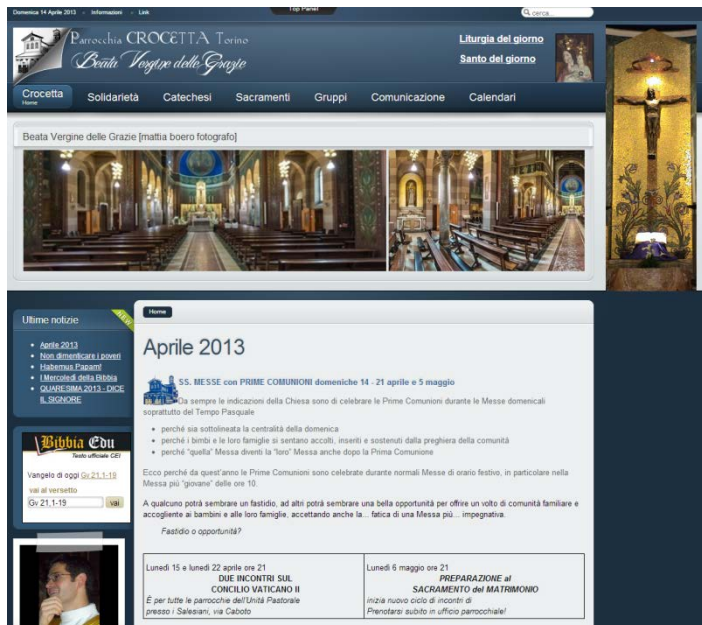 Domenica 14 Aprile 2013
Informazioni
Link
Top Panel
cerca...
Parrocchia CROCETTA Torino
Beata Vergine delle Grazie
Liturgia del giorno
Santo del giorno
Crocetta
Home
Solidarietà
Catechesi
Sacramenti
Gruppi
Comunicazione
Calendari
Beata Vergine delle Grazie [mattia boero fotografo]
Ultime notizie
NEW
Aprile 2013
Non dimenticare i poveri
Habemus Papam!
I Mercoledì della Bibbia
QUARESIMA 2013 - DICE
IL SIGNORE
Bibbia Edu
Testo ufficiale CEI
Vangelo di oggi Gv 21,1-19
vai al versetto
Gv 21,1-19
vai
Home
Aprile 2013
SS. MESSE con PRIME COMUNIONI domeniche 14 - 21 aprile e 5 maggio
Da sempre le indicazioni della Chiesa sono di celebrare le Prime Comunioni durante le Messe domenicali
soprattutto del Tempo Pasquale
perché sia sottolineata la centralità della domenica
perché i bimbi e le loro famiglie si sentano accolti, inseriti e sostenuti dalla preghiera della comunità
perché "quella" Messa diventi la "loro" Messa anche dopo la Prima Comunione
Ecco perché da quest'anno le Prime Comunioni sono celebrate durante normali Messe di orario festivo, in particolare nella
Messa più "giovane" delle ore 10.
A qualcuno potrà sembrare un fastidio, ad altri potrà sembrare una bella opportunità per offrire un volto di comunità familiare e
accogliente ai bambini e alle loro famiglie, accettando anche la... fatica di una Messa più... impegnativa.
Fastidio o opportunità?
Lunedì 15 e lunedì 22 aprile ore 21
DUE INCONTRI SUL
CONCILIO VATICANO II
È per tutte le parrocchie dell'Unità Pastorale
presso i Salesiani, via Caboto
Lunedì 6 maggio ore 21
PREPARAZIONE al
SACRAMENTO del MATRIMONIO
inizia nuovo ciclo di incontri di
Prenotarsi subito in ufficio parrocchiale!